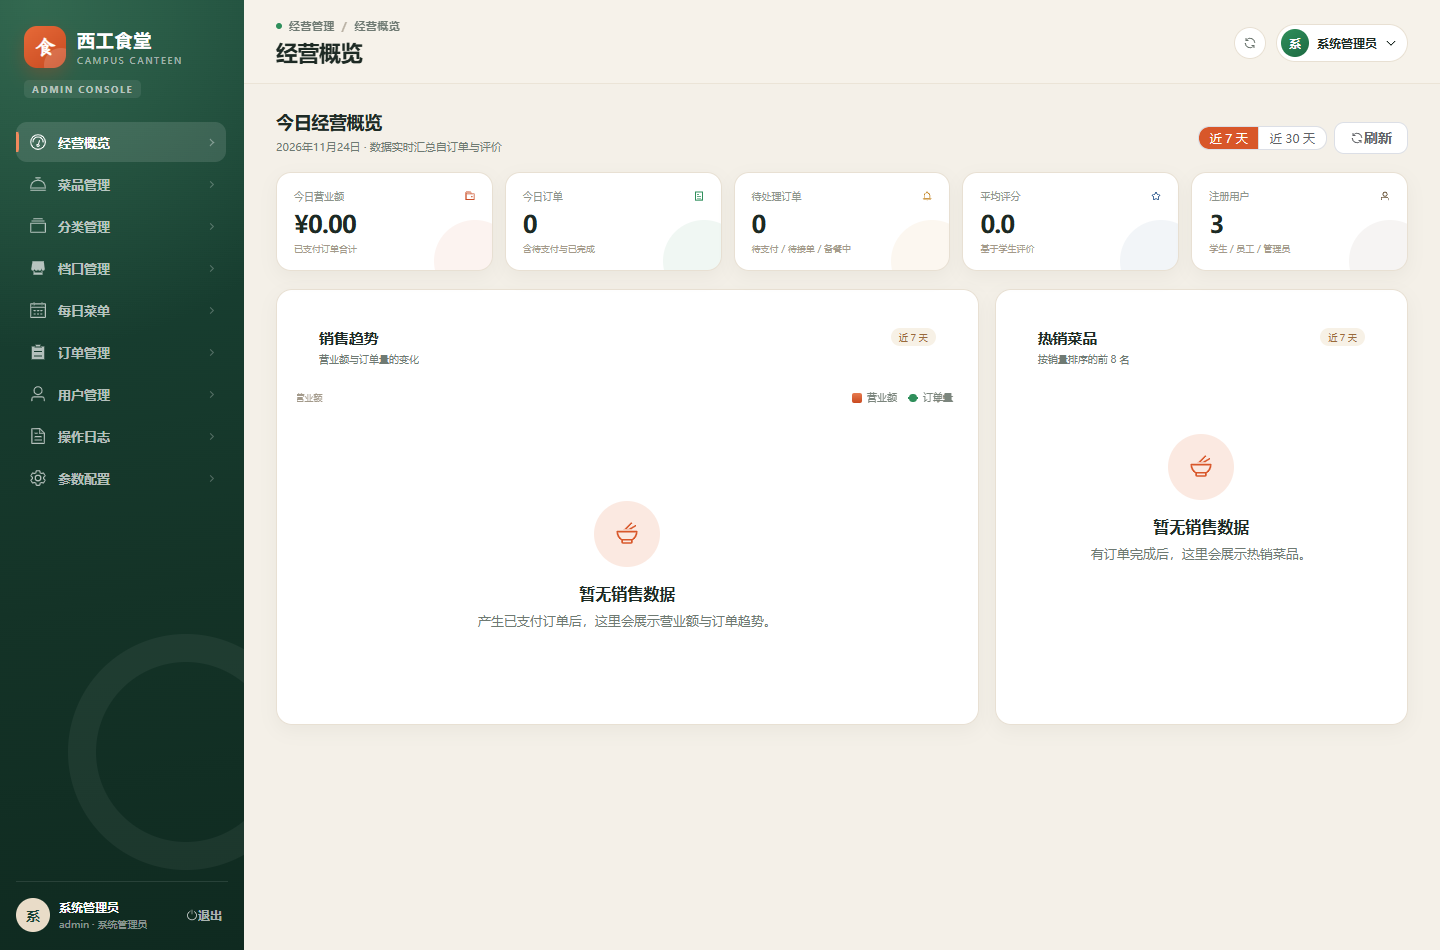 食
西工食堂
CAMPUS CANTEEN
ADMIN CONSOLE
经营概览
菜品管理
分类管理
档口管理
每日菜单
订单管理
用户管理
操作日志
参数配置
系
系统管理员
admin · 系统管理员
退出
经营管理 / 经营概览
经营概览
系 系统管理员
今日经营概览
2026年11月24日 · 数据实时汇总自订单与评价
近 7 天 近 30 天 刷新
今日营业额
¥0.00
已支付订单合计
今日订单
0
含待支付与已完成
待处理订单
0
待支付 / 待接单 / 备餐中
平均评分
0.0
基于学生评价
注册用户
3
学生 / 员工 / 管理员
销售趋势
近 7 天
营业额与订单量的变化
营业额
营业额 订单量
暂无销售数据
产生已支付订单后，这里会展示营业额与订单趋势。
热销菜品
近 7 天
按销量排序的前 8 名
暂无销售数据
有订单完成后，这里会展示热销菜品。